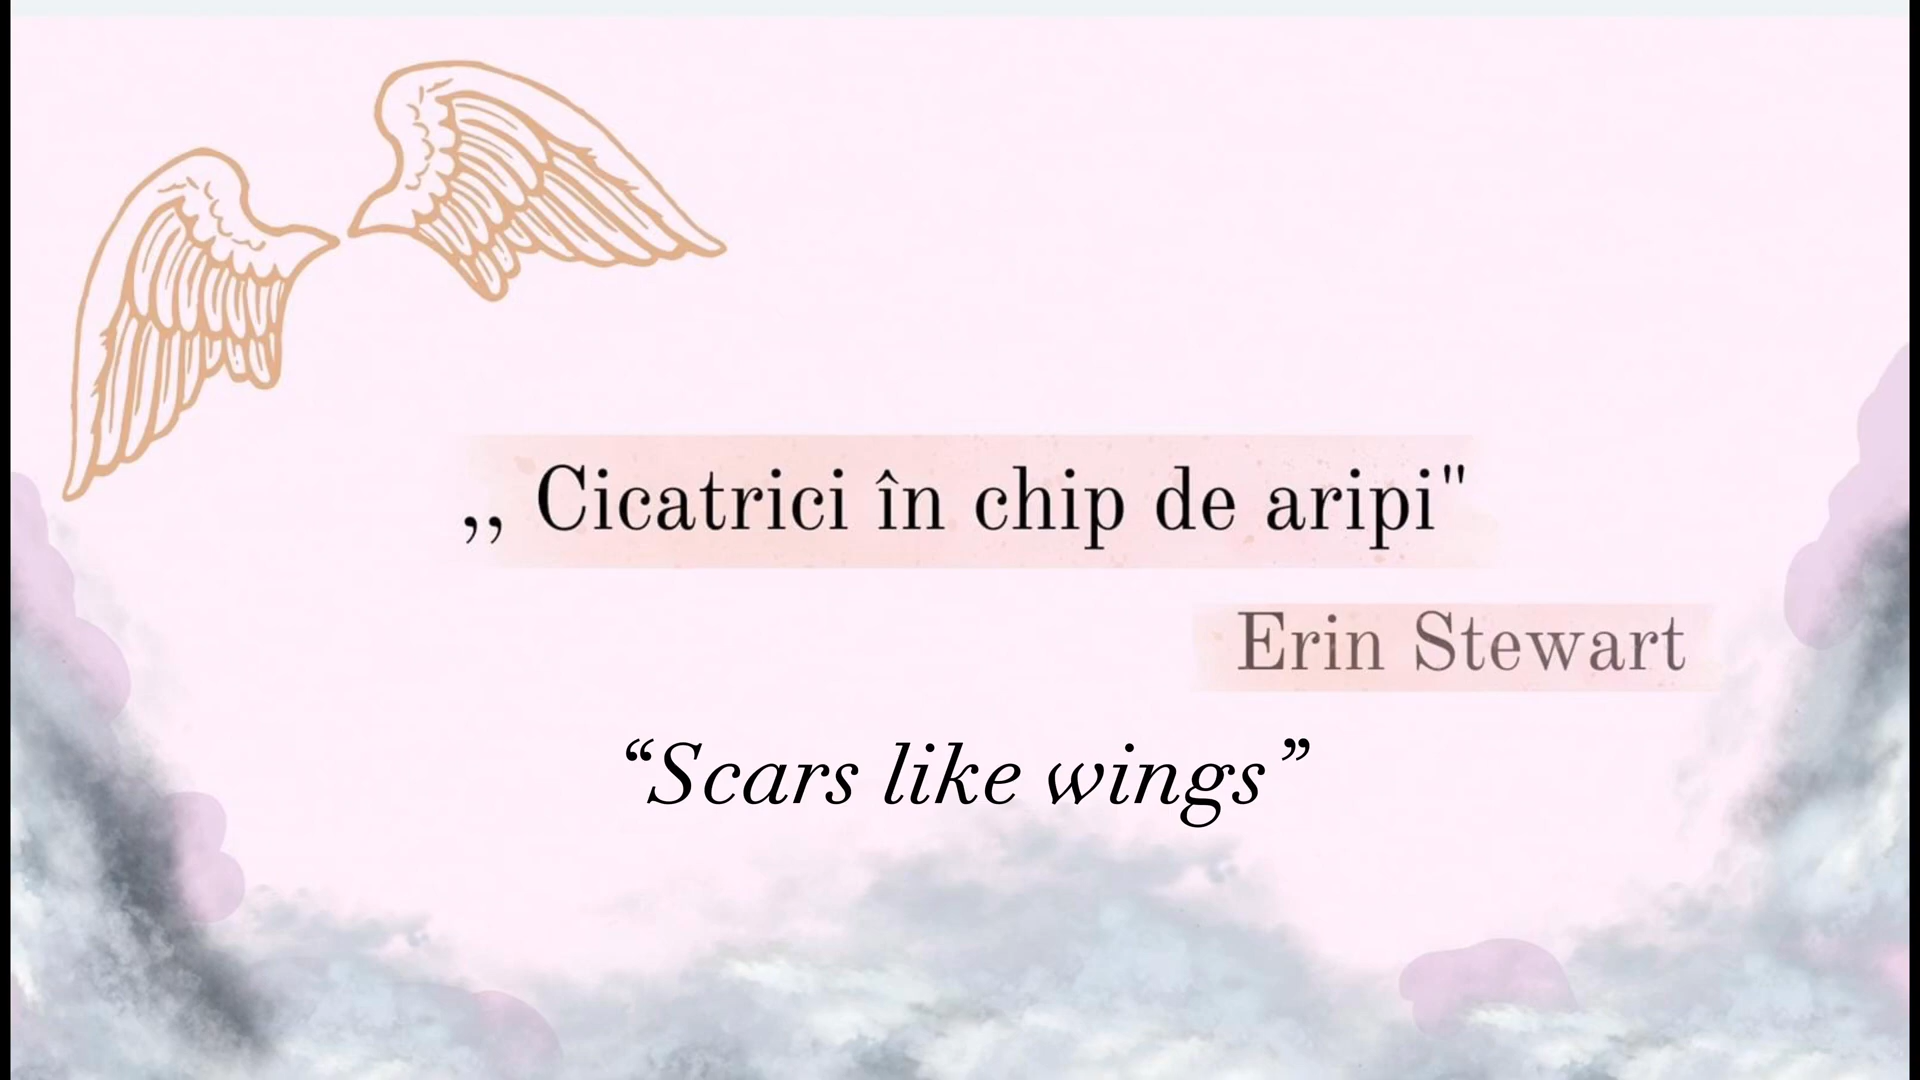 ,, Cicatrici în chip de aripi"
Erin Stewart
“Scars like wings”